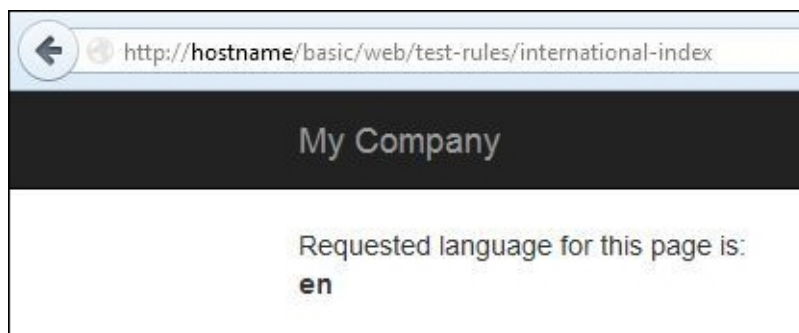 http://hostname/basic/web/test-rules/international-index
My Company
Requested language for this page is:
en